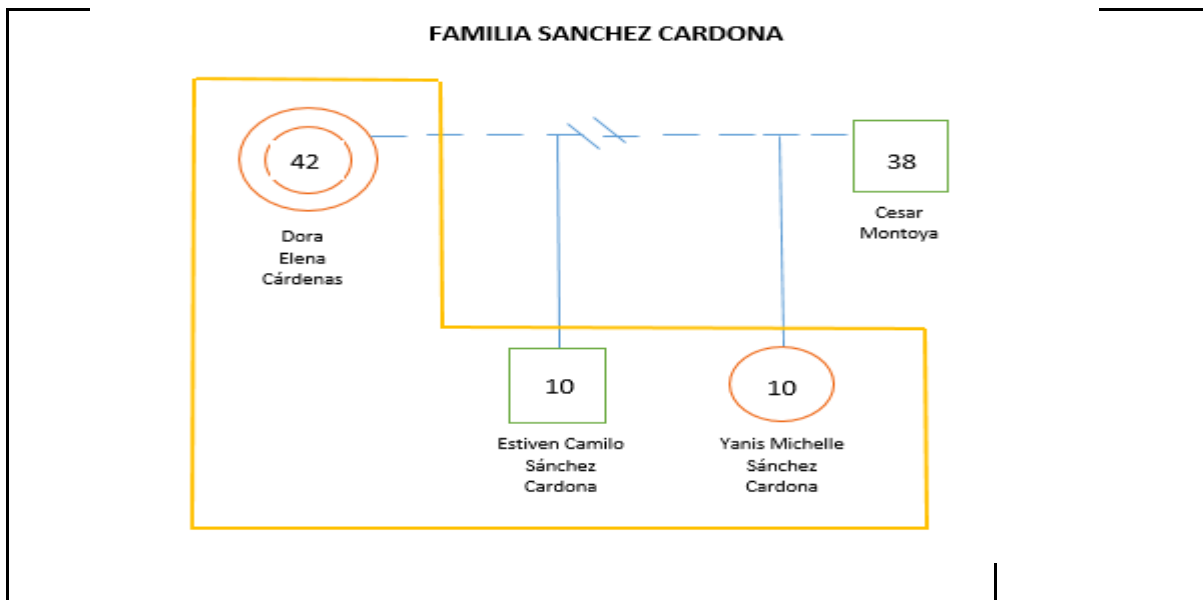 FAMILIA SANCHEZ CARDONA
42
38
Dora
Elena
Cárdenas
Cesar
Montoya
10
10
Estiven Camilo
Sánchez
Cardona
Yanis Michelle
Sánchez
Cardona